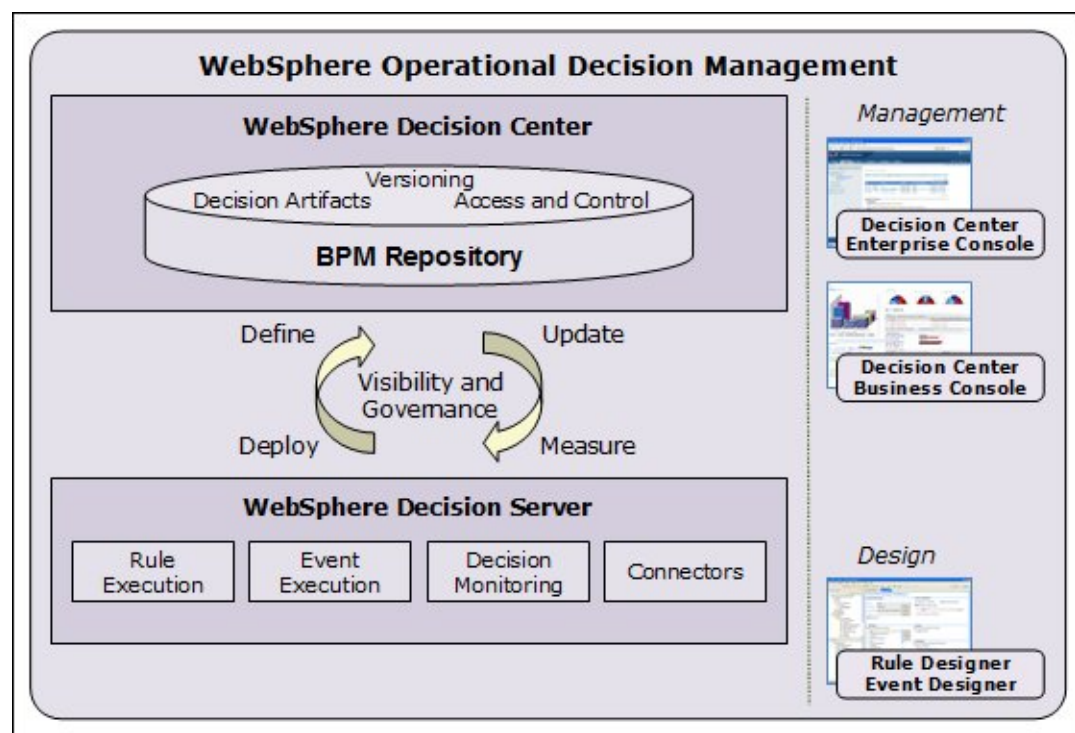 WebSphere Operational Decision Management
WebSphere Decision Center
Versioning
Decision Artifacts
Access and Control
BPM Repository
Define
Update
Visibility and
Governance
Deploy
Measure
WebSphere Decision Server
Rule
Execution
Event
Execution
Decision
Monitoring
Connectors
Management
Decision Center
Enterprise Console
Decision Center
Business Console
Design
Rule Designer
Event Designer